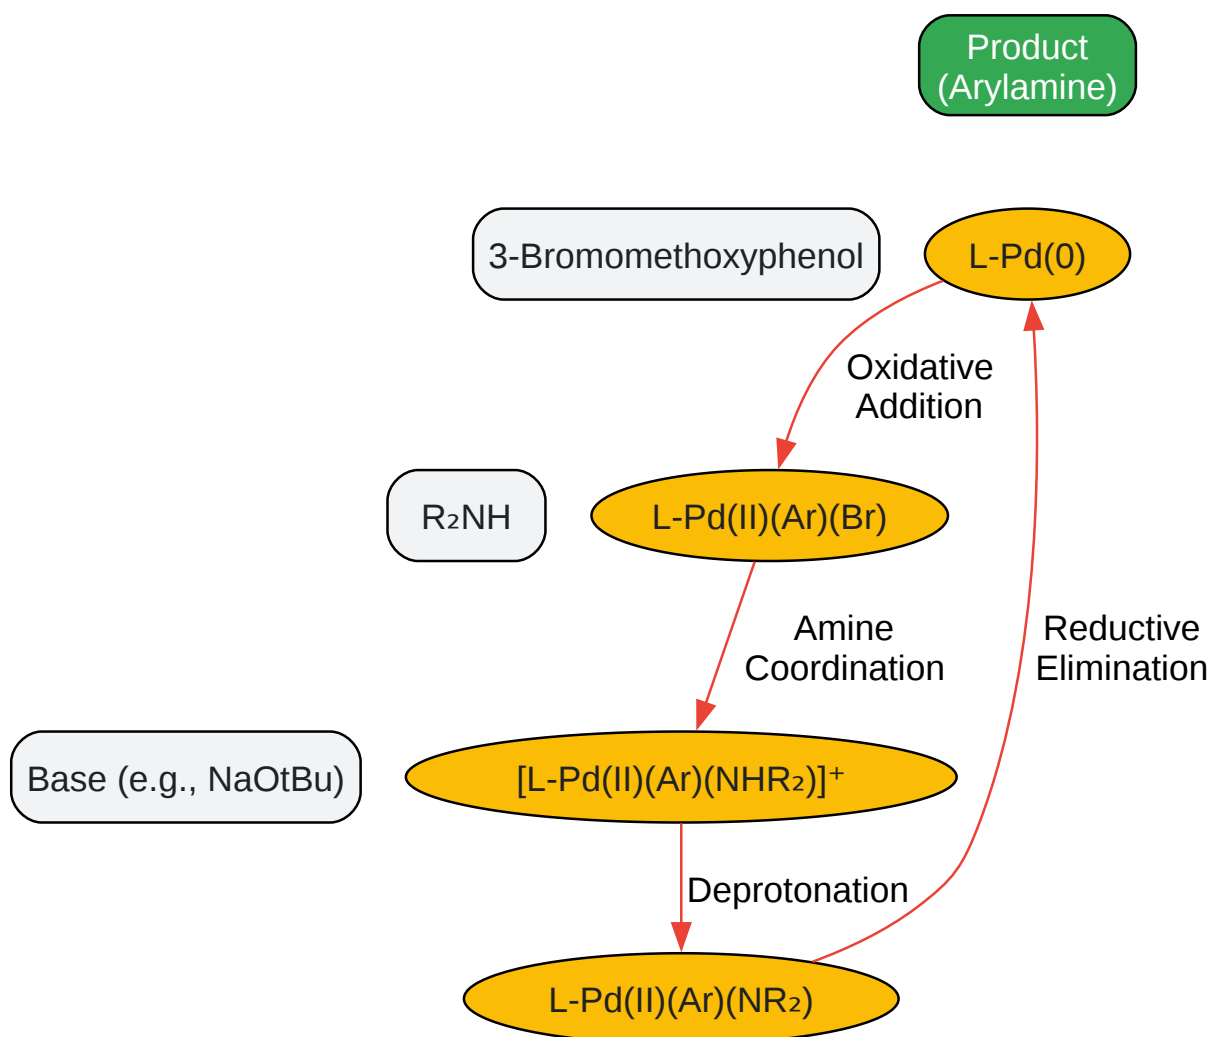 Product
(Arylamine)
3-Bromomethoxyphenol
L-Pd(0)
Oxidative
Addition
R₂NH
L-Pd(II)(Ar)(Br)
Amine
Coordination
Reductive
Elimination
Base (e.g., NaOtBu)
[L-Pd(II)(Ar)(NHR₂)]⁺
Deprotonation
L-Pd(II)(Ar)(NR₂)